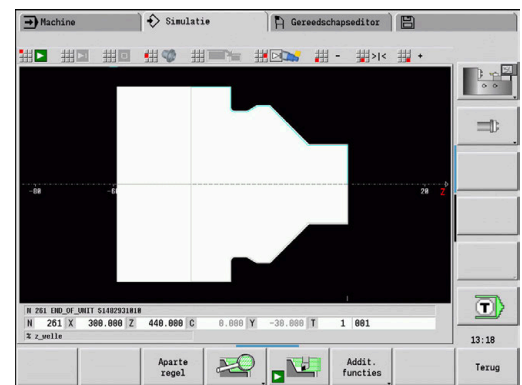 Machine Simulatie Gereedschapseditor
-80 -60 20 Z
N 261 END_OF_UNIT 51402931010
N 261 X 300.000 Z 440.000 C 0.000 Y -30.000 T 1 001
% z_welle
13:18
Aparte regel
Addit. functies
Terug